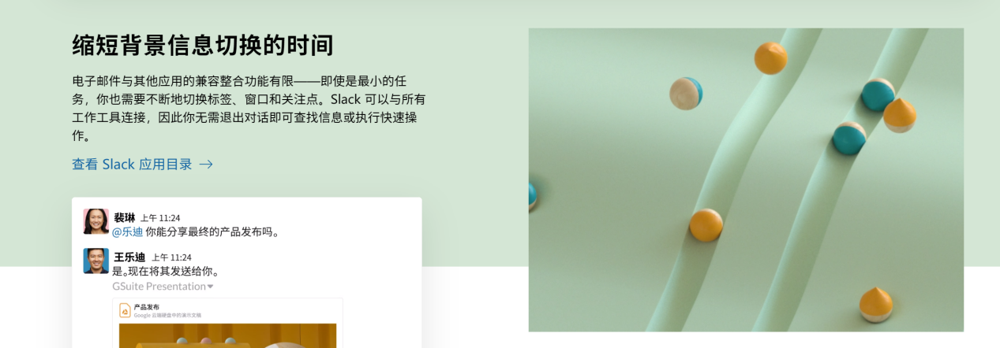 缩短背景信息切换的时间
电子邮件与其他应用的兼容整合功能有限——即使是最小的任
务，你也需要不断地切换标签、窗口和关注点。Slack 可以与所有
工作工具连接，因此你无需退出对话即可查找信息或执行快速操
作。
查看 Slack 应用目录 →
裴琳 上午 11:24
@乐迪 你能分享最终的产品发布吗。
王乐迪 上午 11:24
是。现在将其发送给你。
GSuite Presentation
产品发布
Google 云端硬盘中的演示文稿